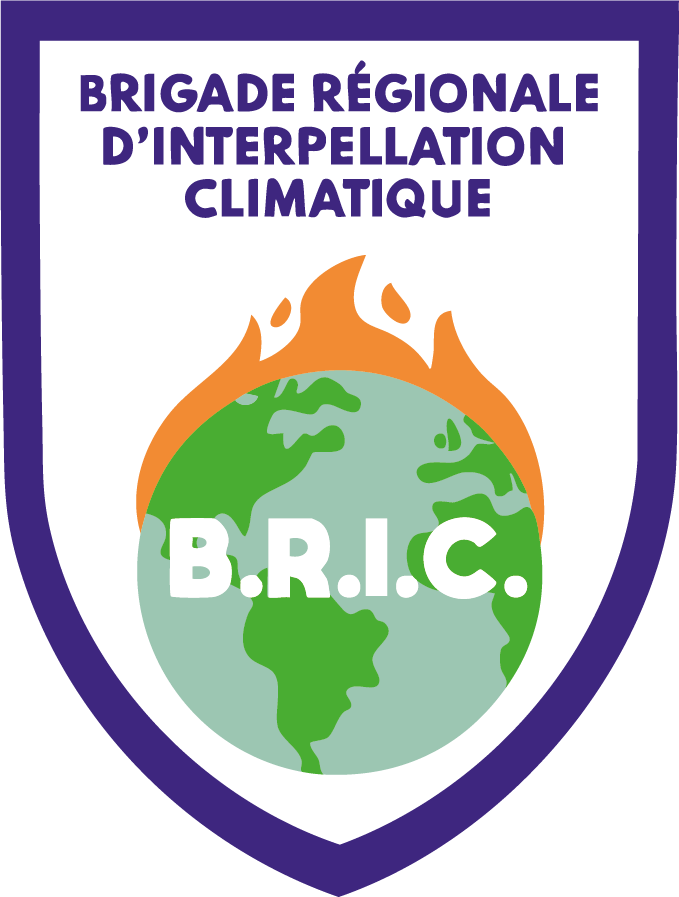 BRIGADE RÉGIONALE
D'INTERPELLATION
CLIMATIQUE
B.R.I.C.